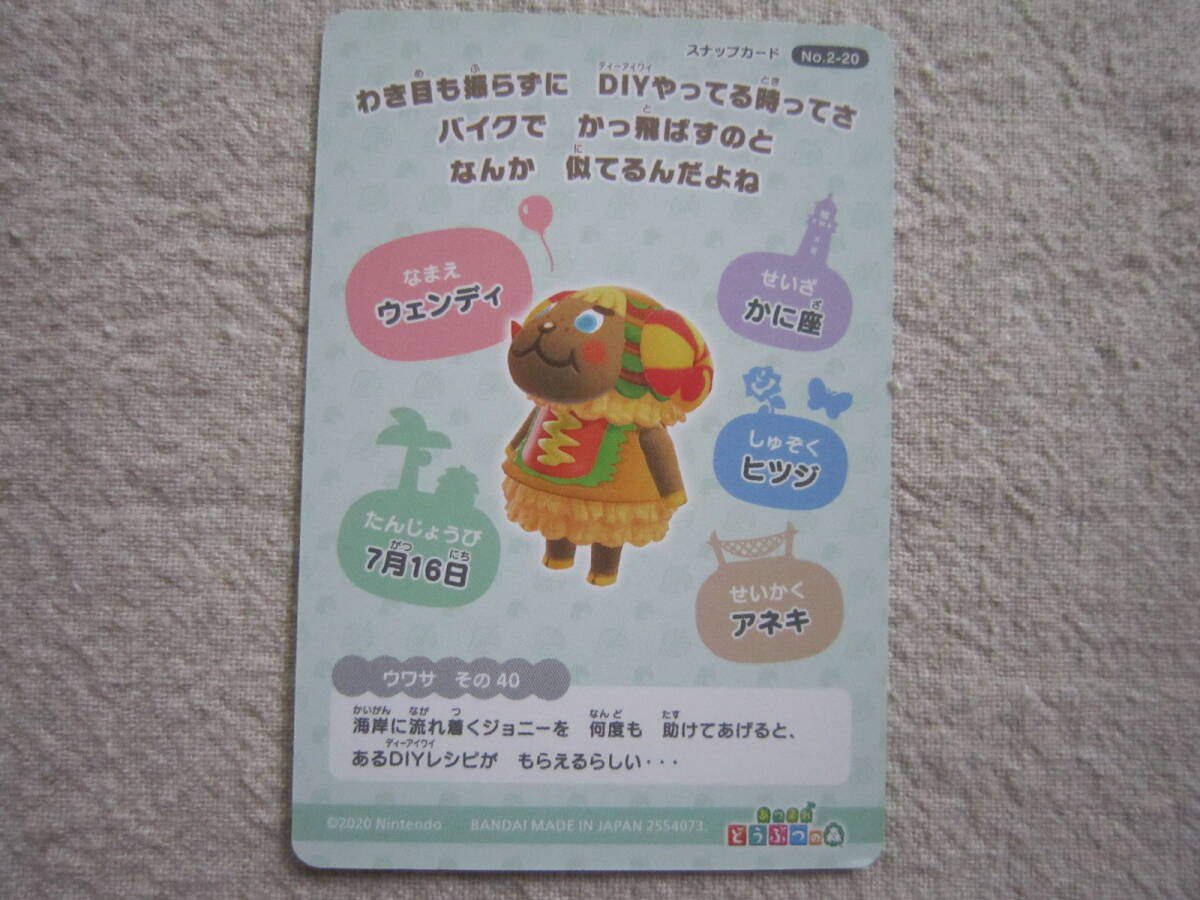 スナップカード No.2-20
わき目も振らずに DIYやってる時ってさ
バイクで かっ飛ばすのと
なんか 似てるんだよね
なまえ
ウェンディ
せいざ
かに座
しゅぞく
ヒツジ
たんじょうび
7月16日
せいかく
アネキ
ウワサ その40
海岸に流れ着くジョニーを 何度も 助けてあげると、
あるDIYレシピが もらえるらしい・・・
©2020 Nintendo BANDAI MADE IN JAPAN 2554073.
あつまれ
どうぶつの森